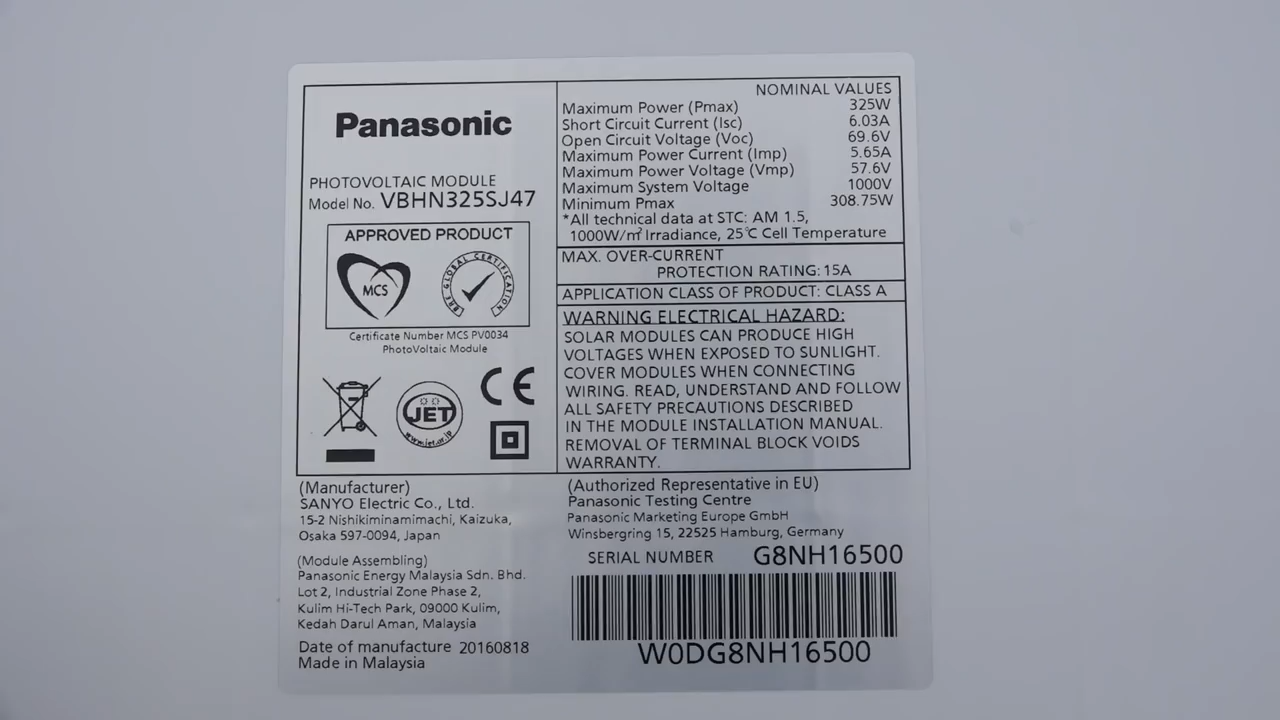 Panasonic
PHOTOVOLTAIC MODULE
Model No. VBHN325SJ47
APPROVED PRODUCT
MCS
BRE GLOBAL CERTIFICATION
Certificate Number MCS PV0034
PhotoVoltaic Module
CE
JET
www.jet.or.jp
NOMINAL VALUES
Maximum Power (Pmax) 325W
Short Circuit Current (Isc) 6.03A
Open Circuit Voltage (Voc) 69.6V
Maximum Power Current (Imp) 5.65A
Maximum Power Voltage (Vmp) 57.6V
Maximum System Voltage 1000V
Minimum Pmax 308.75W
*All technical data at STC: AM 1.5,
1000W/m² Irradiance, 25℃ Cell Temperature
MAX. OVER-CURRENT
PROTECTION RATING: 15A
APPLICATION CLASS OF PRODUCT: CLASS A
WARNING ELECTRICAL HAZARD:
SOLAR MODULES CAN PRODUCE HIGH
VOLTAGES WHEN EXPOSED TO SUNLIGHT.
COVER MODULES WHEN CONNECTING
WIRING. READ, UNDERSTAND AND FOLLOW
ALL SAFETY PRECAUTIONS DESCRIBED
IN THE MODULE INSTALLATION MANUAL.
REMOVAL OF TERMINAL BLOCK VOIDS
WARRANTY.
(Manufacturer)
SANYO Electric Co., Ltd.
15-2 Nishikiminamimachi, Kaizuka,
Osaka 597-0094, Japan
(Module Assembling)
Panasonic Energy Malaysia Sdn. Bhd.
Lot 2, Industrial Zone Phase 2,
Kulim Hi-Tech Park, 09000 Kulim,
Kedah Darul Aman, Malaysia
Date of manufacture 20160818
Made in Malaysia
(Authorized Representative in EU)
Panasonic Testing Centre
Panasonic Marketing Europe GmbH
Winsbergring 15, 22525 Hamburg, Germany
SERIAL NUMBER G8NH16500
W0DG8NH16500